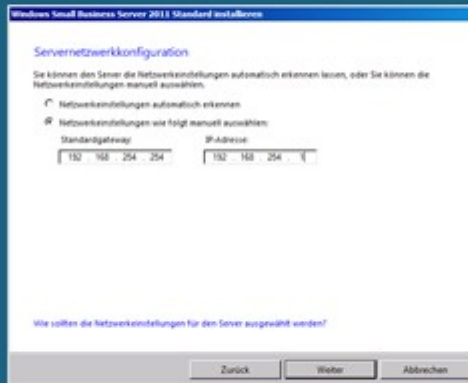 Windows Small Business Server 2011 Standard installieren
Servernetzwerkkonfiguration
Sie können den Server die Netzwerkeinstellungen automatisch erkennen lassen, oder Sie können die
Netzwerkeinstellungen manuell auswählen.
Netzwerkeinstellungen automatisch erkennen
Netzwerkeinstellungen wie folgt manuell auswählen:
Standardgateway: IP-Adresse:
192 . 168 . 254 . 254 192 . 168 . 254 . 1
Wie sollten die Netzwerkeinstellungen für den Server ausgewählt werden?
Zurück Weiter Abbrechen